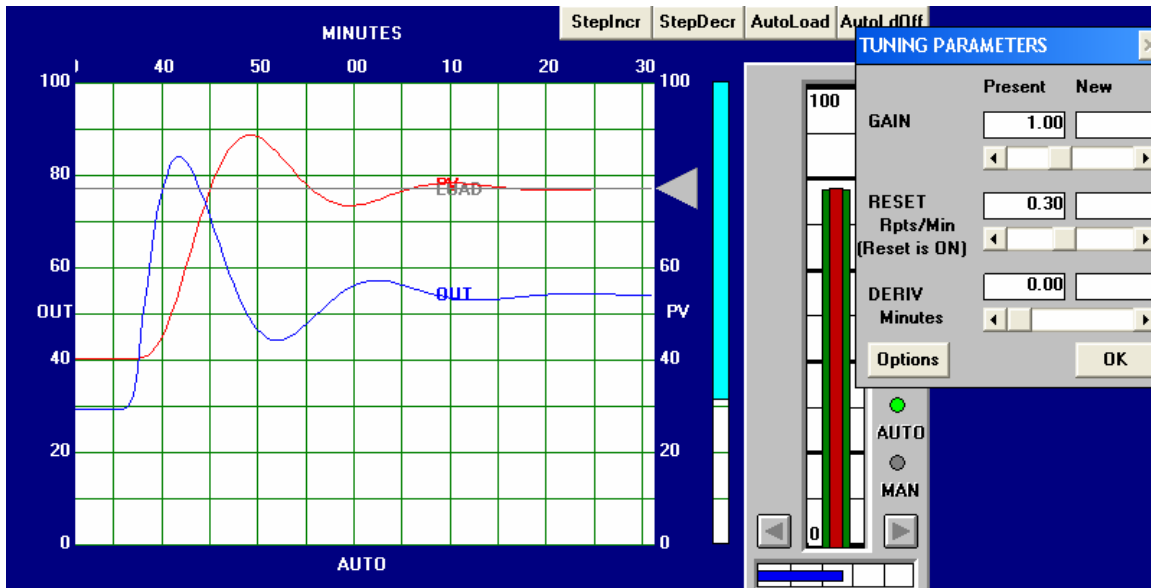 StepIncr StepDecr AutoLoad AutoLdOff
MINUTES
40 50 00 10 20 30
100 100
80
60 60
40 40
20 20
0 0
OUT
PV
PV
LOAD
OUT
AUTO
100
0
AUTO
MAN
TUNING PARAMETERS
Present New
GAIN 1.00
RESET 0.30
Rpts/Min
(Reset is ON)
DERIV 0.00
Minutes
Options OK